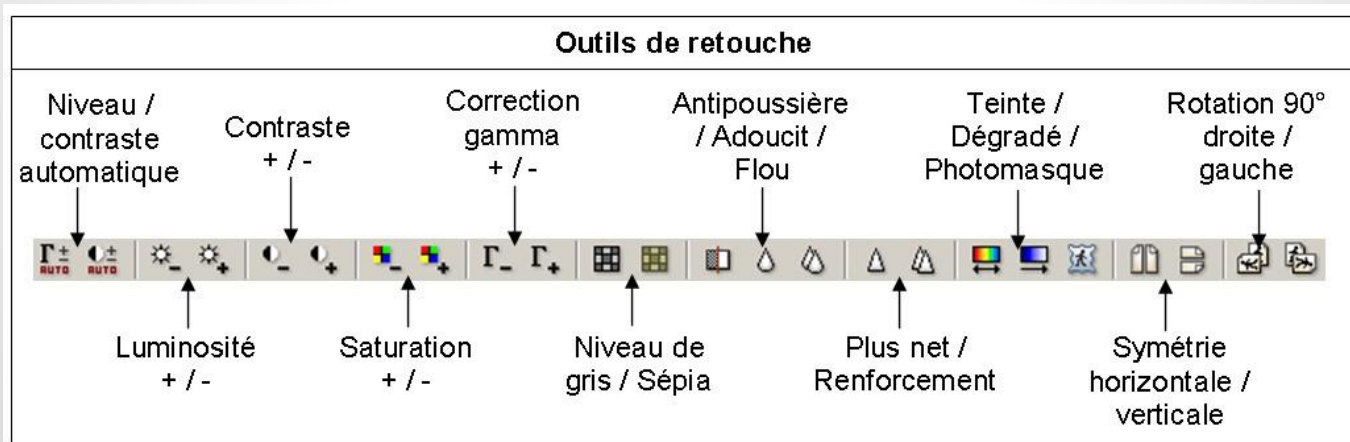 Outils de retouche
Niveau /
contraste
automatique
Contraste
+ / -
Correction
gamma
+ / -
Antipoussière
/ Adoucit /
Flou
Teinte /
Dégradé /
Photomasque
Rotation 90°
droite /
gauche
Γ ± AUTO ± AUTO - + - + - + Γ - Γ +
Luminosité
+ / -
Saturation
+ / -
Niveau de
gris / Sépia
Plus net /
Renforcement
Symétrie
horizontale /
verticale